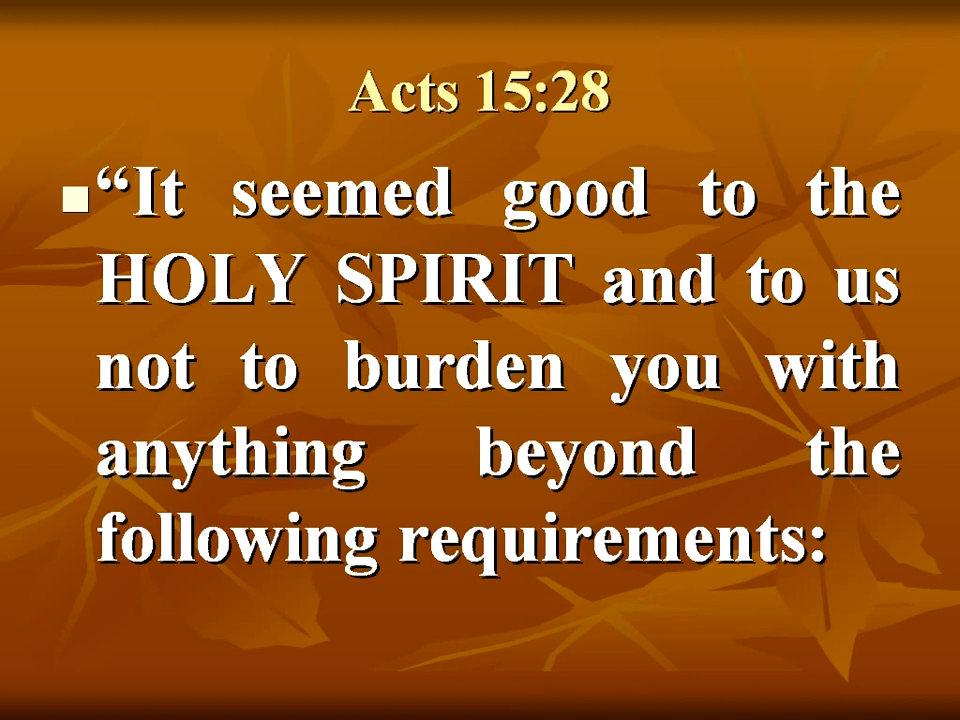 Acts 15:28
“It seemed good to the
HOLY SPIRIT and to us
not to burden you with
anything beyond the
following requirements: